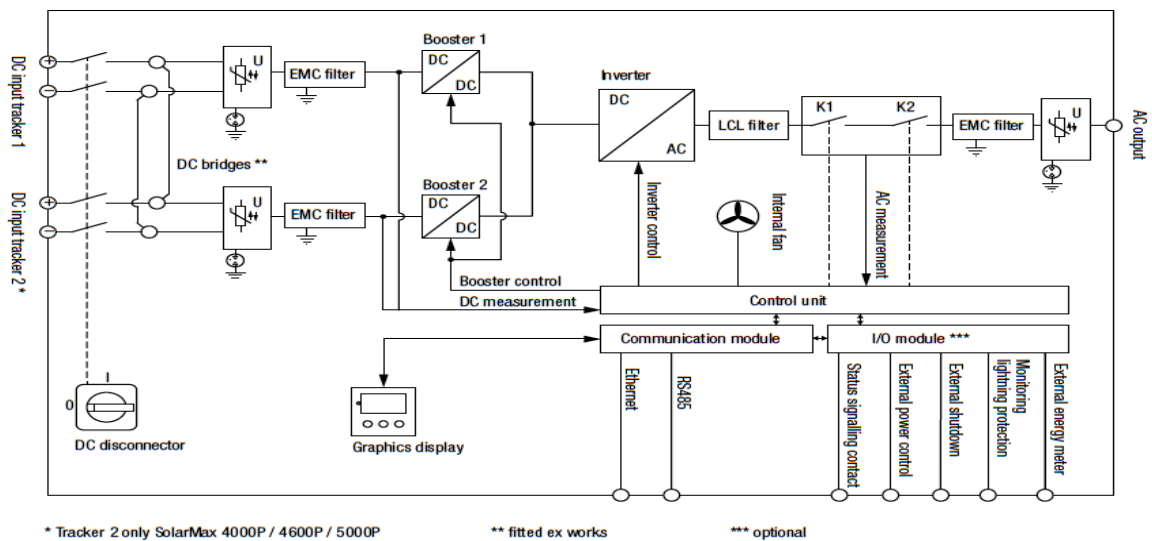 Booster 1
DC input tracker 1
+
U
EMC filter
DC
DC
Inverter
DC
AC
LCL filter
K1
K2
EMC filter
U
AC output
−
DC bridges **
DC input tracker 2 *
+
U
EMC filter
Booster 2
DC
DC
−
Inverter control
Internal fan
AC measurement
Booster control
DC measurement
Control unit
Communication module
I/O module ***
Ethernet
RS485
Status signalling contact
External power control
External shutdown
Monitoring
lightning protection
External energy meter
I
0
DC disconnector
Graphics display
* Tracker 2 only SolarMax 4000P / 4600P / 5000P
** fitted ex works
*** optional